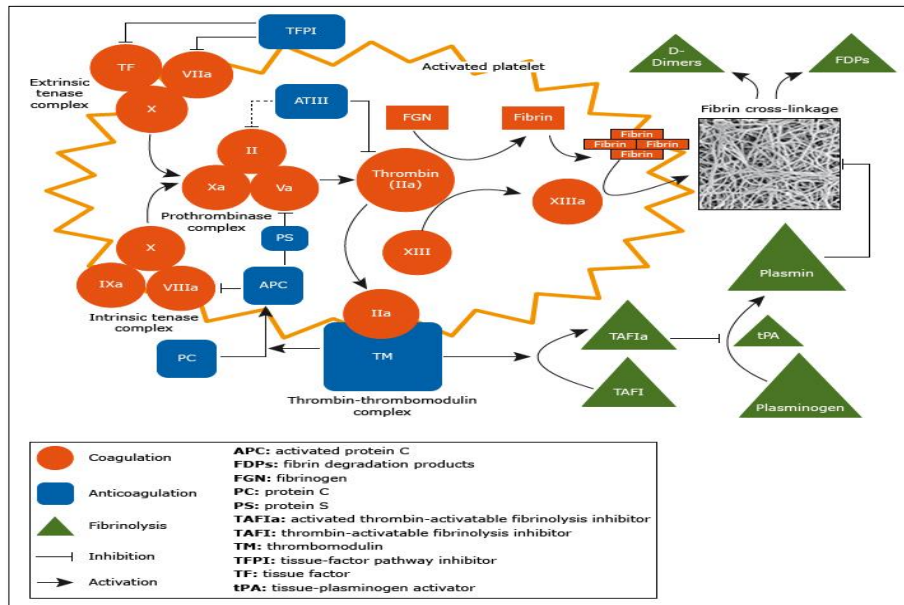 TFPI
TF
VIIa
Extrinsic
tenase
complex
X
Activated platelet
D-
Dimers
FDPs
Fibrin cross-linkage
ATIII
II
Xa
Va
Prothrombinase
complex
FGN
Fibrin
Fibrin
Fibrin
Fibrin
Fibrin
Thrombin
(IIa)
XIIIa
XIII
PS
X
IXa
VIIIa
Intrinsic tenase
complex
APC
PC
IIa
TM
Thrombin-thrombomodulin
complex
TAFIa
TAFI
Plasmin
tPA
Plasminogen
Coagulation
Anticoagulation
Fibrinolysis
Inhibition
Activation
APC: activated protein C
FDPs: fibrin degradation products
FGN: fibrinogen
PC: protein C
PS: protein S
TAFIa: activated thrombin-activatable fibrinolysis inhibitor
TAFI: thrombin-activatable fibrinolysis inhibitor
TM: thrombomodulin
TFPI: tissue-factor pathway inhibitor
TF: tissue factor
tPA: tissue-plasminogen activator